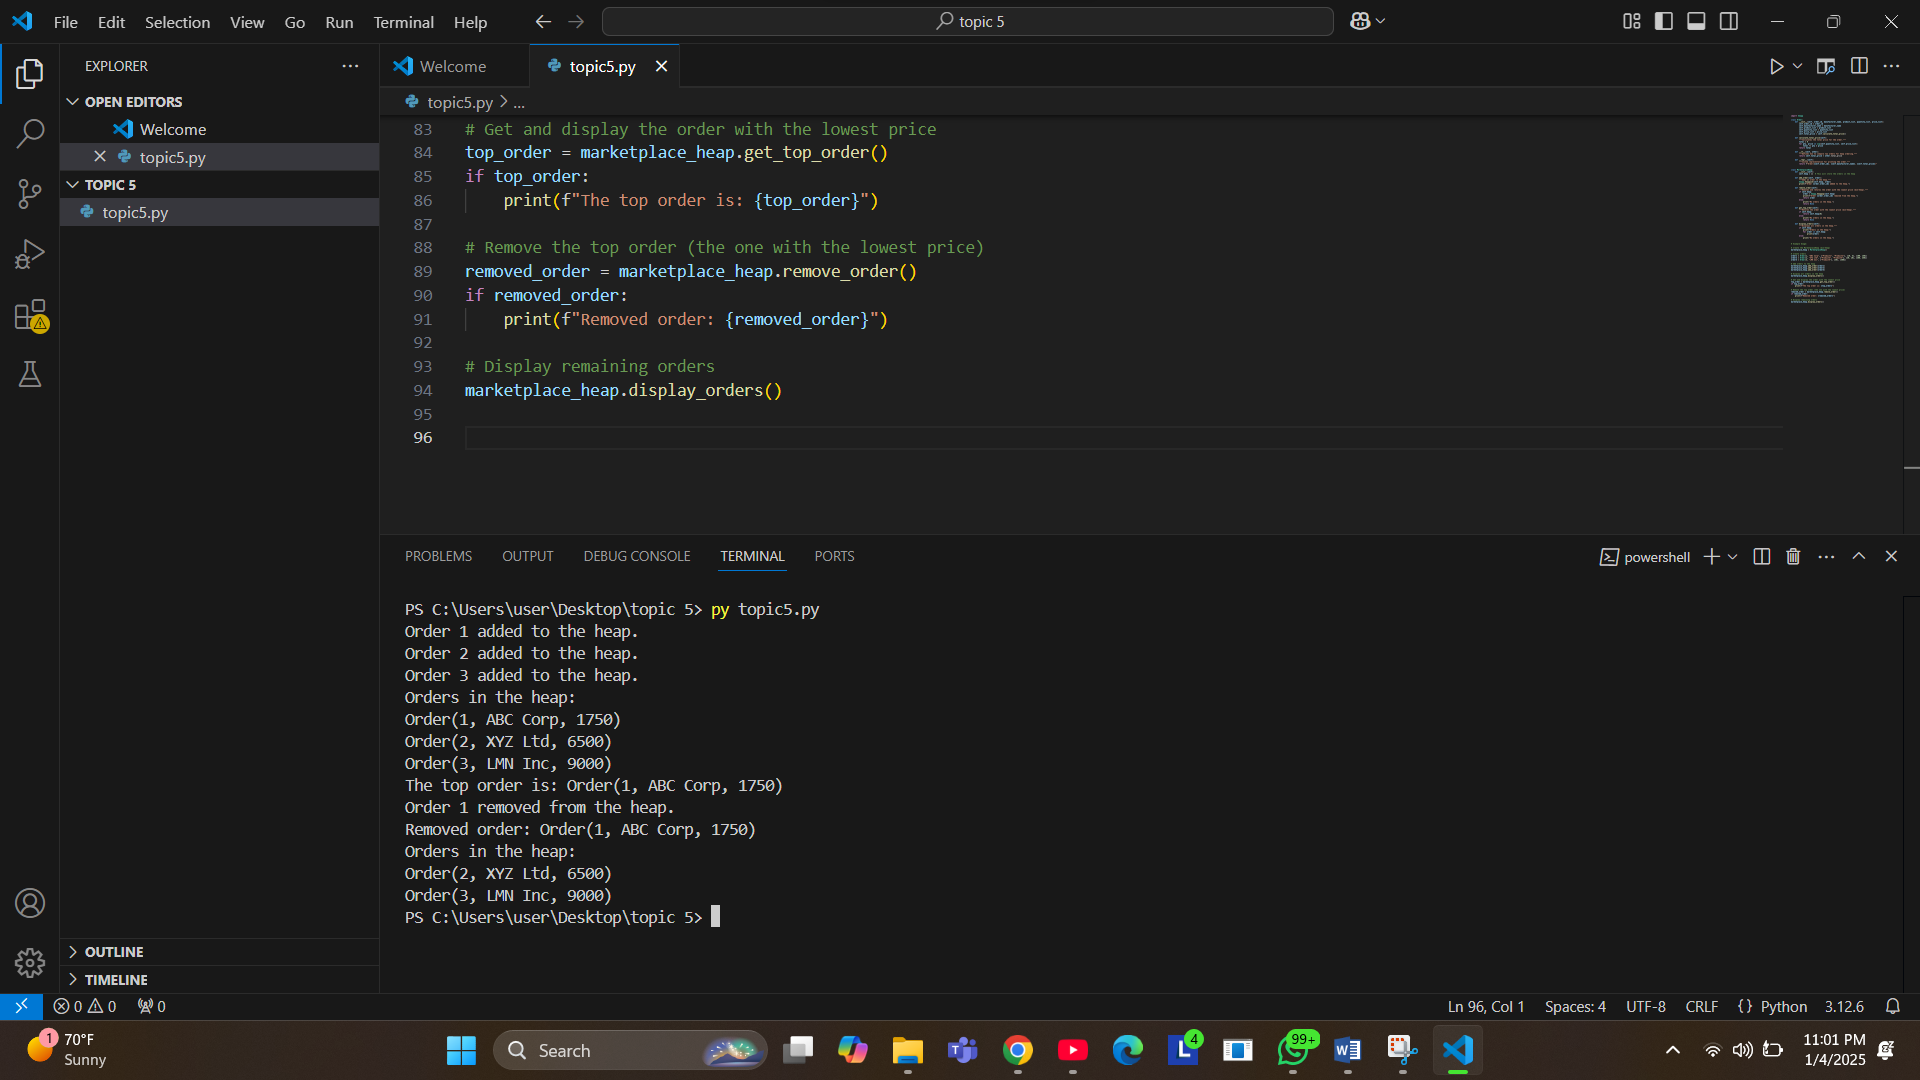 File Edit Selection View Go Run Terminal Help
topic 5
EXPLORER
OPEN EDITORS
Welcome
topic5.py
TOPIC 5
topic5.py
Welcome
topic5.py
topic5.py > ...
83 # Get and display the order with the lowest price
84 top_order = marketplace_heap.get_top_order()
85 if top_order:
86     print(f"The top order is: {top_order}")
87
88 # Remove the top order (the one with the lowest price)
89 removed_order = marketplace_heap.remove_order()
90 if removed_order:
91     print(f"Removed order: {removed_order}")
92
93 # Display remaining orders
94 marketplace_heap.display_orders()
95
96
PROBLEMS OUTPUT DEBUG CONSOLE TERMINAL PORTS
powershell
PS C:\Users\user\Desktop\topic 5> py topic5.py
Order 1 added to the heap.
Order 2 added to the heap.
Order 3 added to the heap.
Orders in the heap:
Order(1, ABC Corp, 1750)
Order(2, XYZ Ltd, 6500)
Order(3, LMN Inc, 9000)
The top order is: Order(1, ABC Corp, 1750)
Order 1 removed from the heap.
Removed order: Order(1, ABC Corp, 1750)
Orders in the heap:
Order(2, XYZ Ltd, 6500)
Order(3, LMN Inc, 9000)
PS C:\Users\user\Desktop\topic 5>
OUTLINE
TIMELINE
0 0 0
Ln 96, Col 1 Spaces: 4 UTF-8 CRLF {} Python 3.12.6
1
70°F
Sunny
Search
4
99+
11:01 PM
1/4/2025